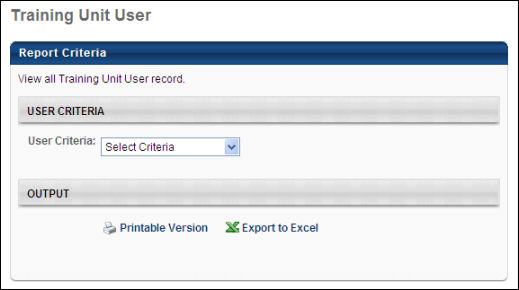 Training Unit User
Report Criteria
View all Training Unit User record.
USER CRITERIA
User Criteria: Select Criteria
OUTPUT
Printable Version Export to Excel